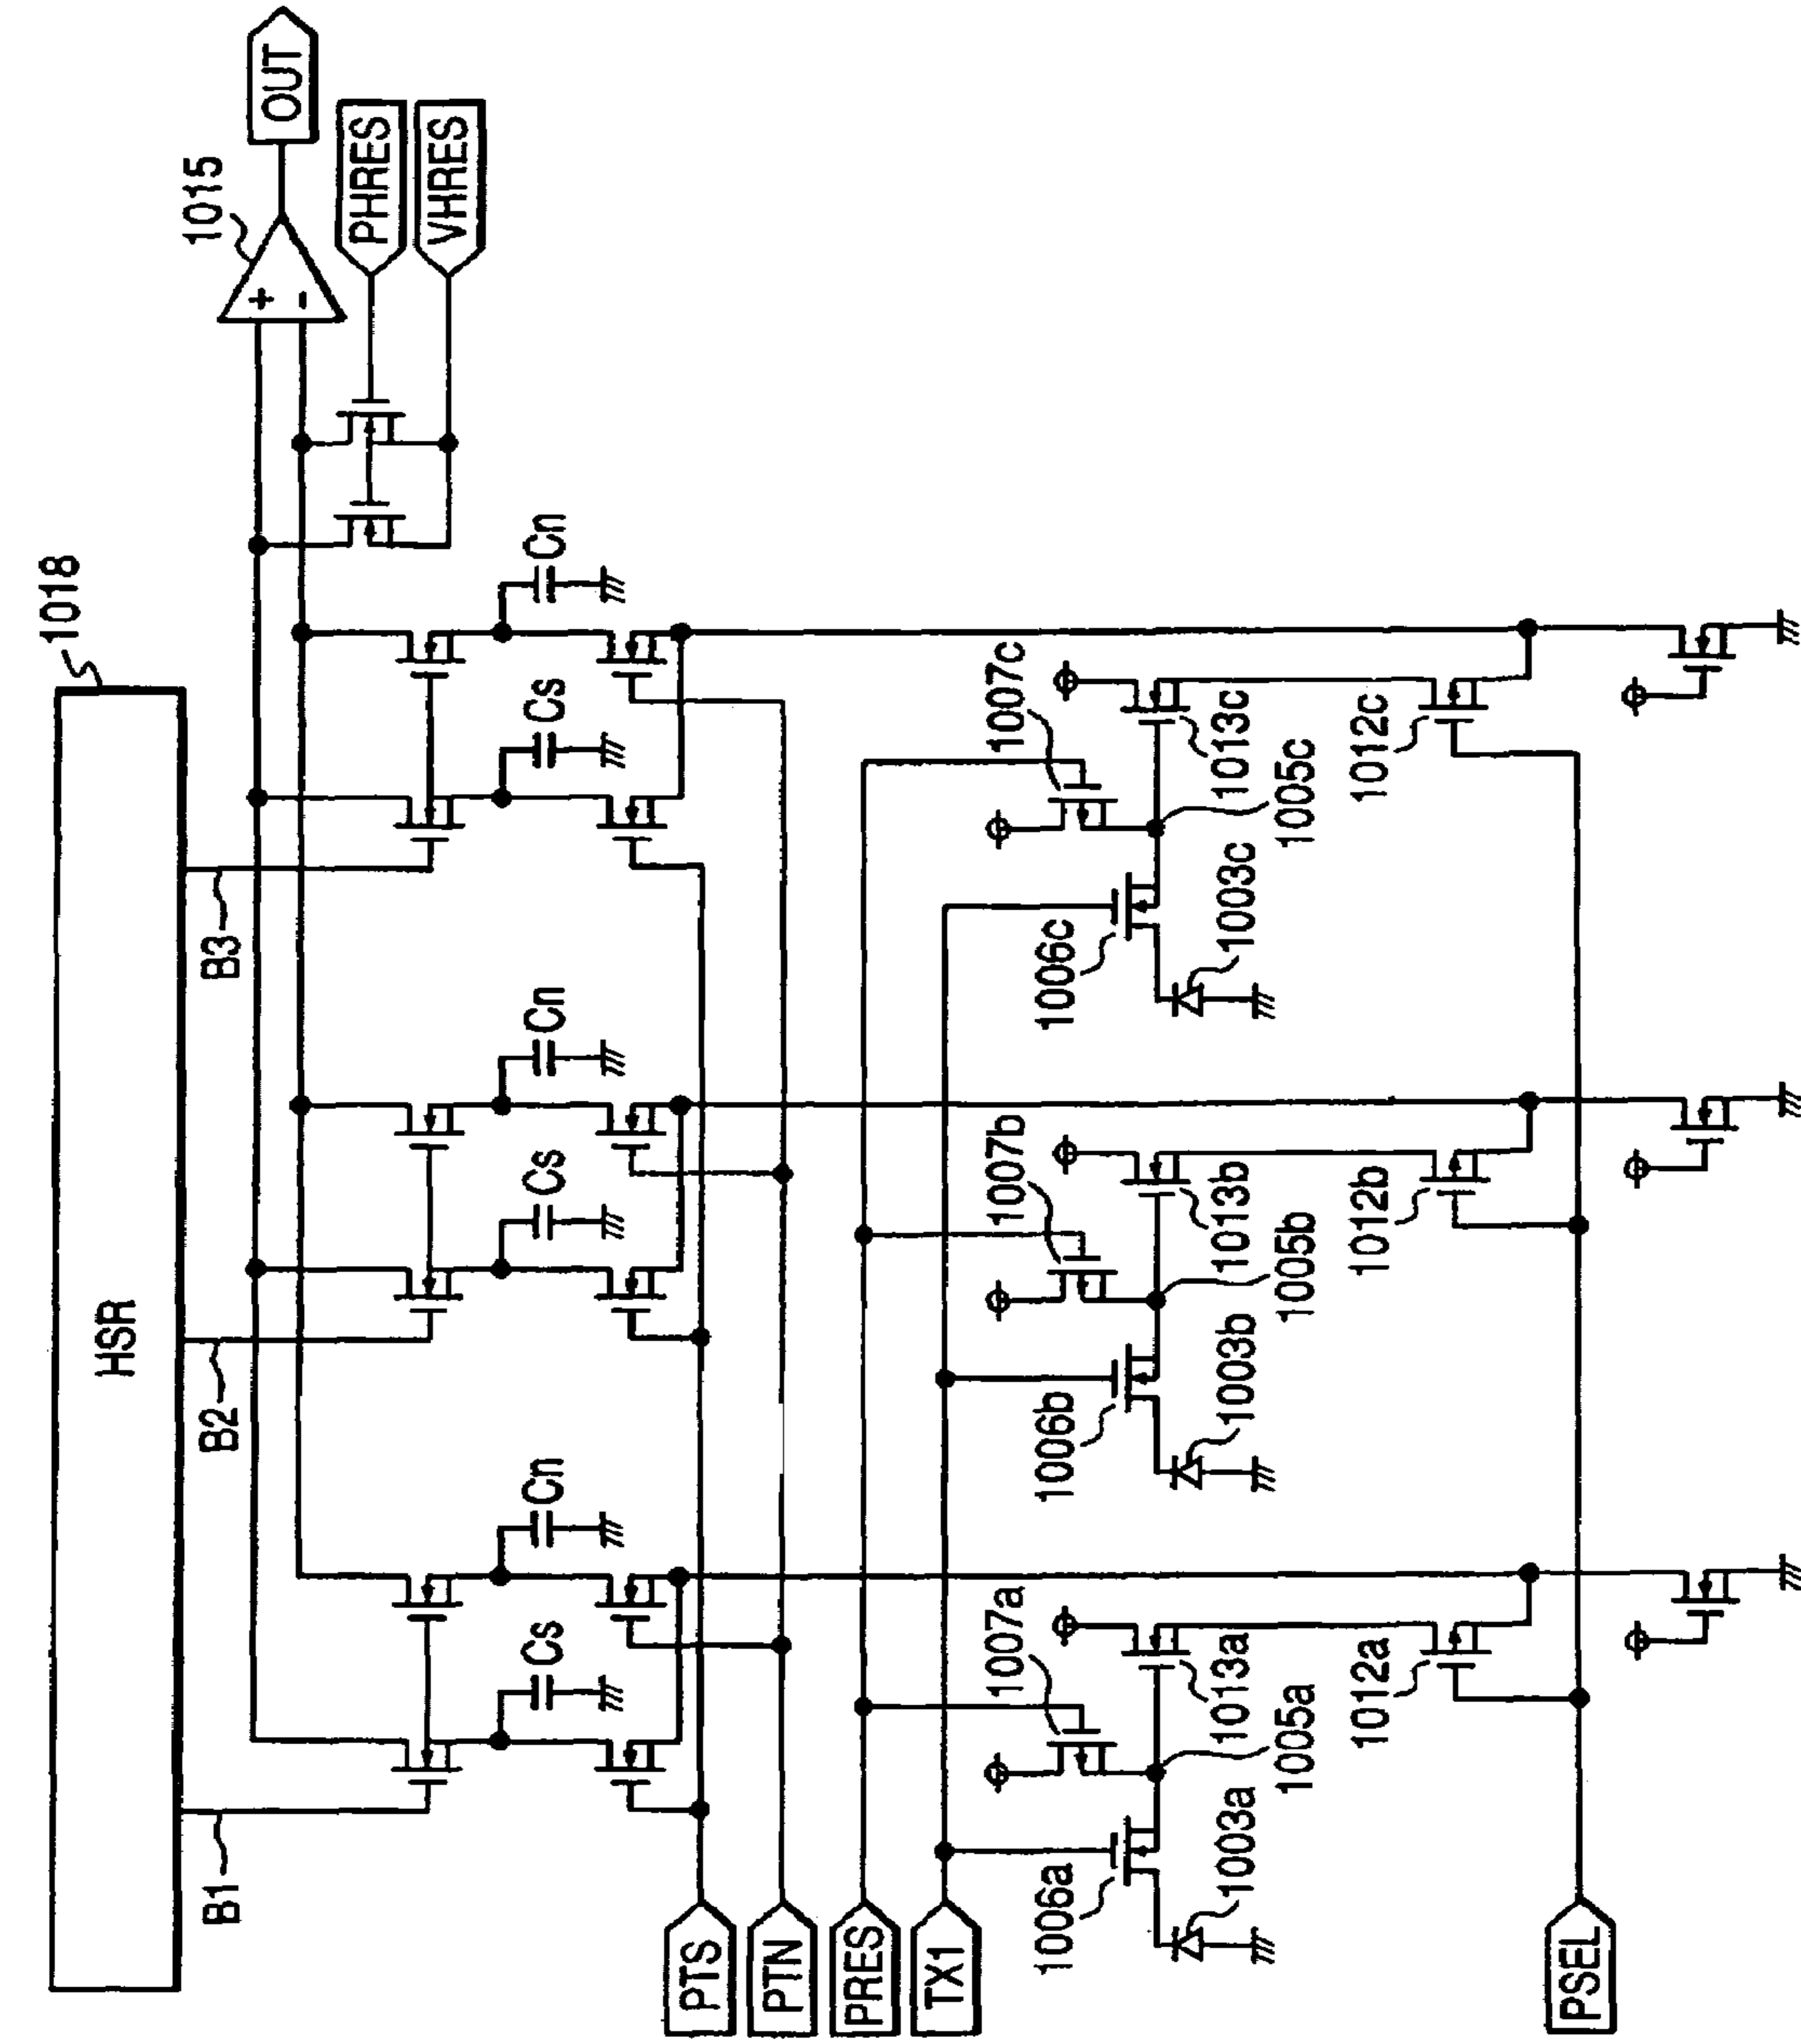 1018
HSR
1015
OUT
PHRES
VHRES
B1
B2
B3
Cs
Cn
Cs
Cn
Cs
Cn
PTS
PTN
PRES
TX1
PSEL
1007a
1006a
1003a
1013a
1005a
1012a
1007b
1006b
1003b
1013b
1005b
1012b
1007c
1006c
1003c
1013c
1005c
1012c
+
-